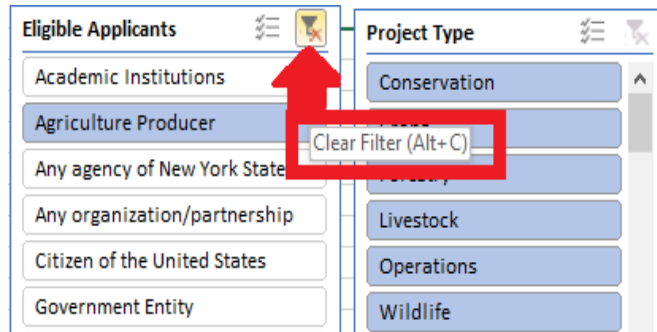 Eligible Applicants
Academic Institutions
Agriculture Producer
Any agency of New York State
Any organization/partnership
Citizen of the United States
Government Entity
Project Type
Conservation
Clear Filter (Alt+C)
Forestry
Livestock
Operations
Wildlife